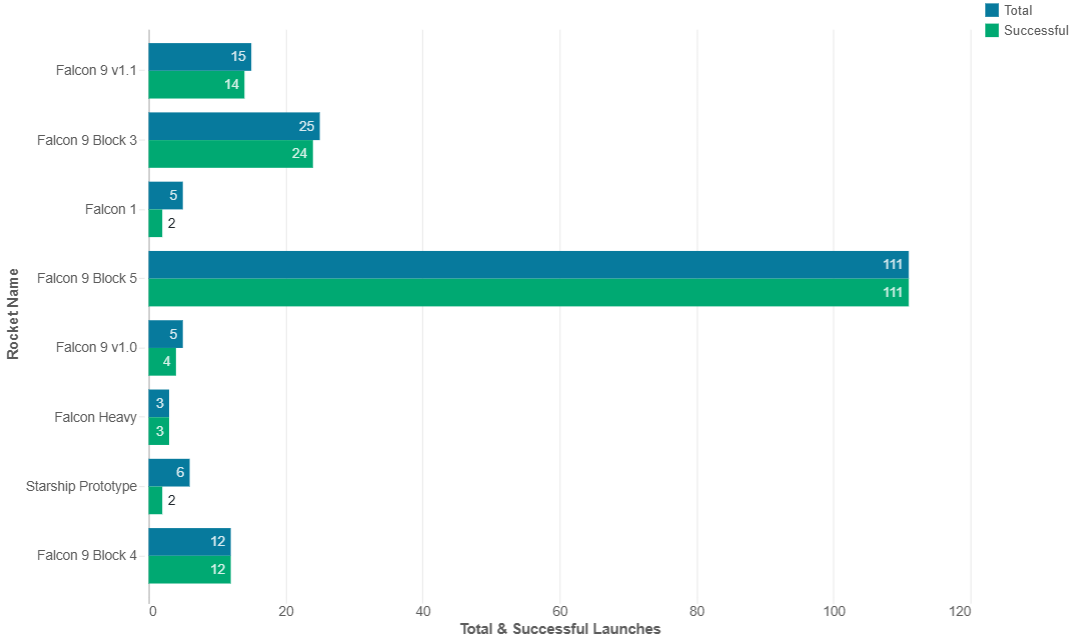 Total
Successful
Falcon 9 v1.1
15
14
Falcon 9 Block 3
25
24
Falcon 1
5
2
Falcon 9 Block 5
111
111
Falcon 9 v1.0
5
4
Falcon Heavy
3
3
Starship Prototype
6
2
Falcon 9 Block 4
12
12
Rocket Name
0 20 40 60 80 100 120
Total & Successful Launches